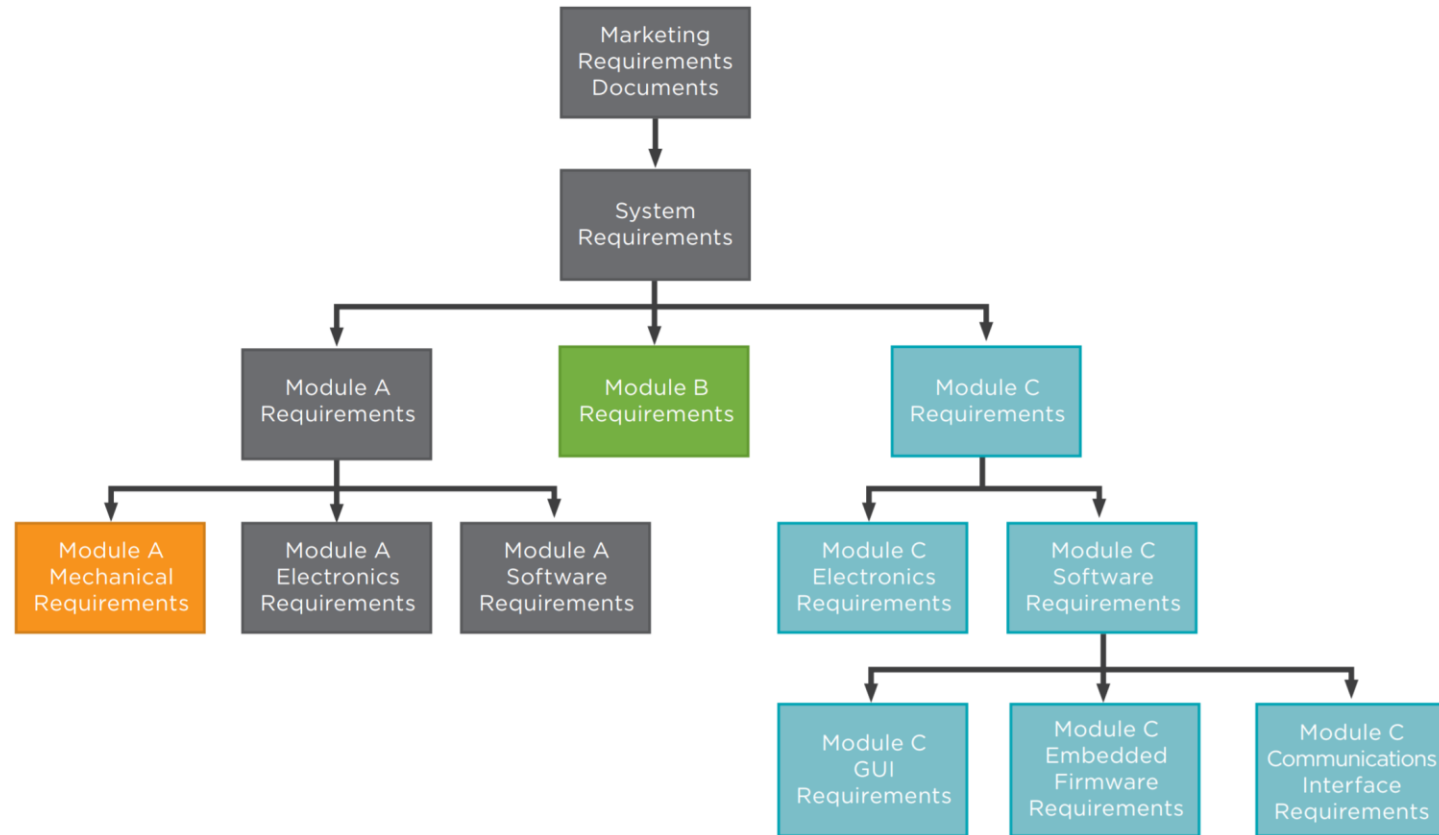 Marketing
Requirements
Documents
System
Requirements
Module A
Requirements
Module B
Requirements
Module C
Requirements
Module A
Mechanical
Requirements
Module A
Electronics
Requirements
Module A
Software
Requirements
Module C
Electronics
Requirements
Module C
Software
Requirements
Module C
GUI
Requirements
Module C
Embedded
Firmware
Requirements
Module C
Communications
Interface
Requirements